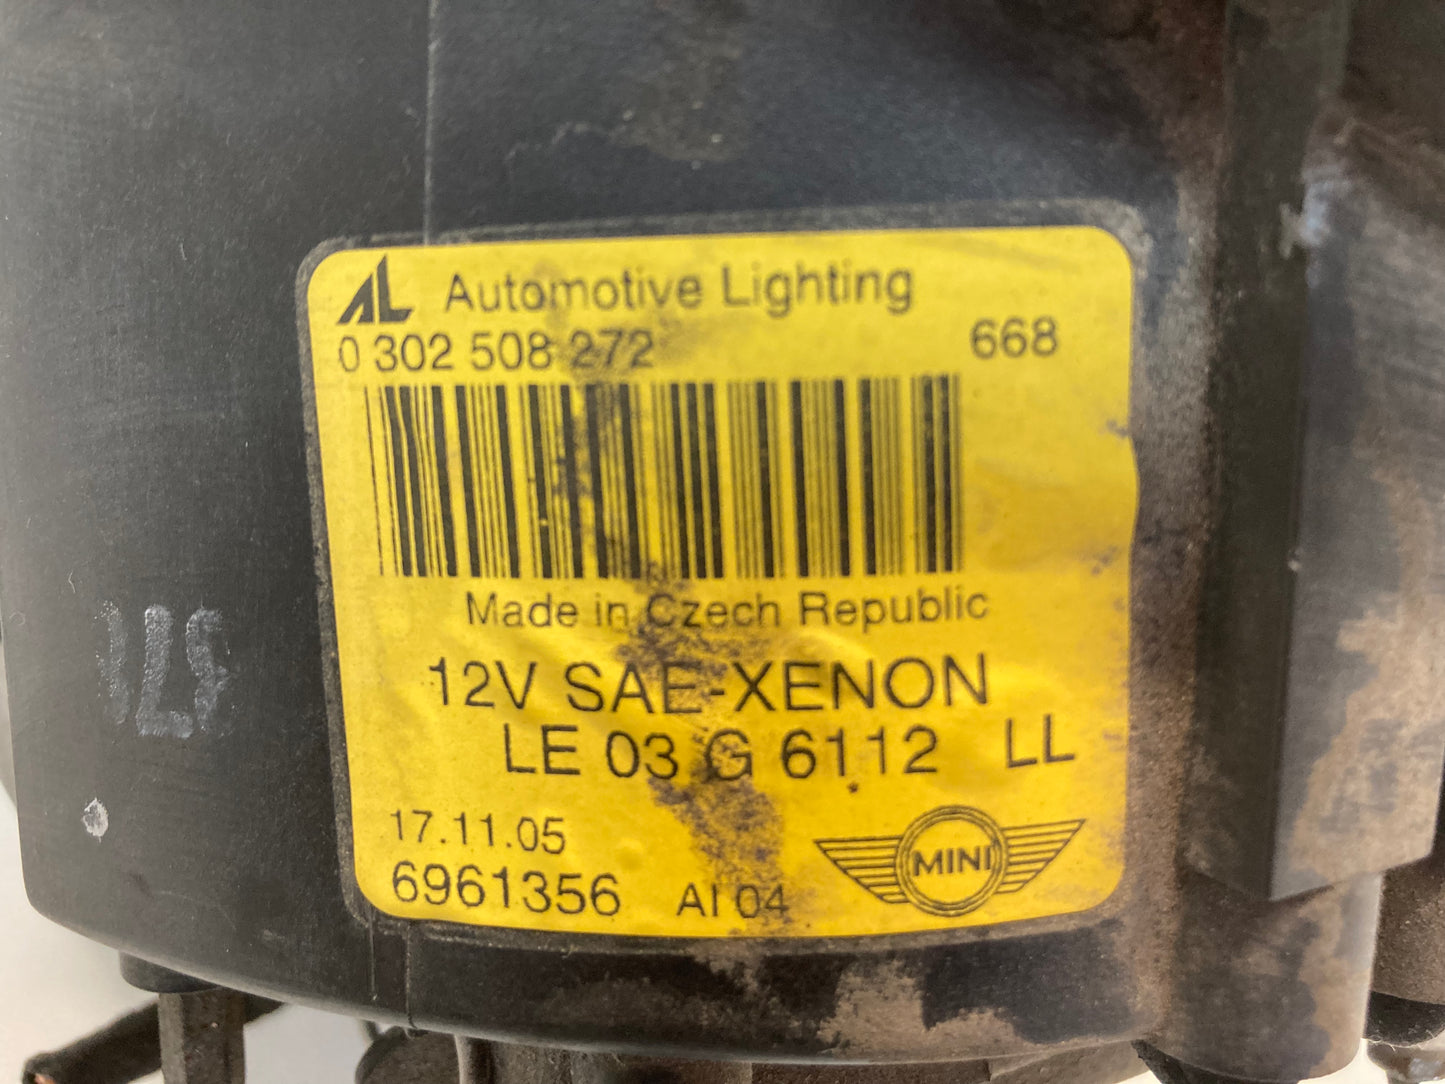 AL Automotive Lighting
0 302 508 272 668
Made in Czech Republic
12V SAE-XENON
LE 03 G 6112 LL
17.11.05
6961356 AI 04
MINI